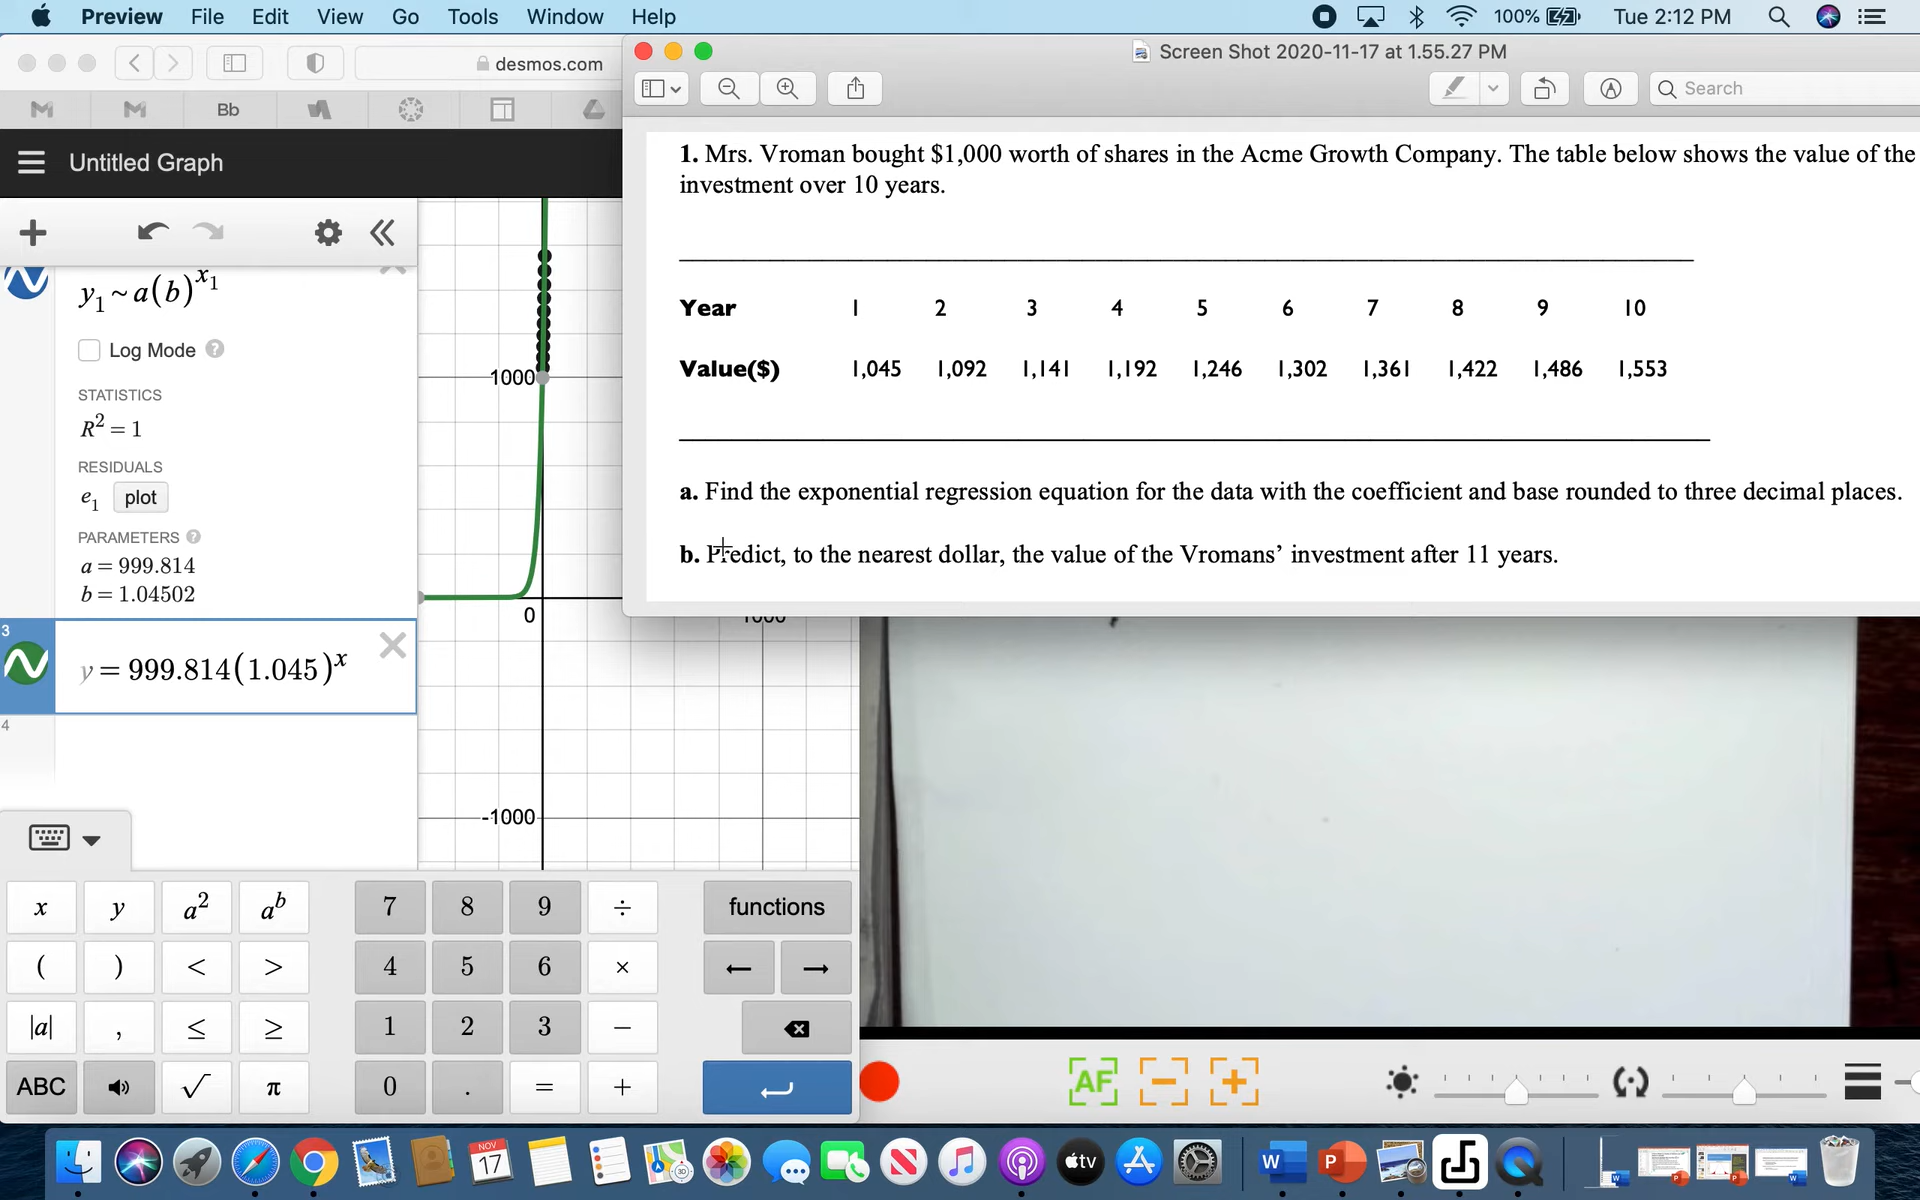 Preview File Edit View Go Tools Window Help 100% Tue 2:12 PM
desmos.com
Bb
Untitled Graph
y₁ ~ a(b)^x₁
Log Mode ?
STATISTICS
R² = 1
RESIDUALS
e₁ plot
PARAMETERS ?
a = 999.814
b = 1.04502
3
y = 999.814(1.045)^x
4
1000
0
-1000
1000
Screen Shot 2020-11-17 at 1.55.27 PM
Search
1. Mrs. Vroman bought $1,000 worth of shares in the Acme Growth Company. The table below shows the value of the
investment over 10 years.
Year 1 2 3 4 5 6 7 8 9 10
Value($) 1,045 1,092 1,141 1,192 1,246 1,302 1,361 1,422 1,486 1,553
a. Find the exponential regression equation for the data with the coefficient and base rounded to three decimal places.
b. Predict, to the nearest dollar, the value of the Vromans’ investment after 11 years.
x y a² aᵇ 7 8 9 ÷ functions
( ) < > 4 5 6 × ← →
|a| , ≤ ≥ 1 2 3 −
ABC √ π 0 . = +
AF
NOV
17
3D
tv
W P